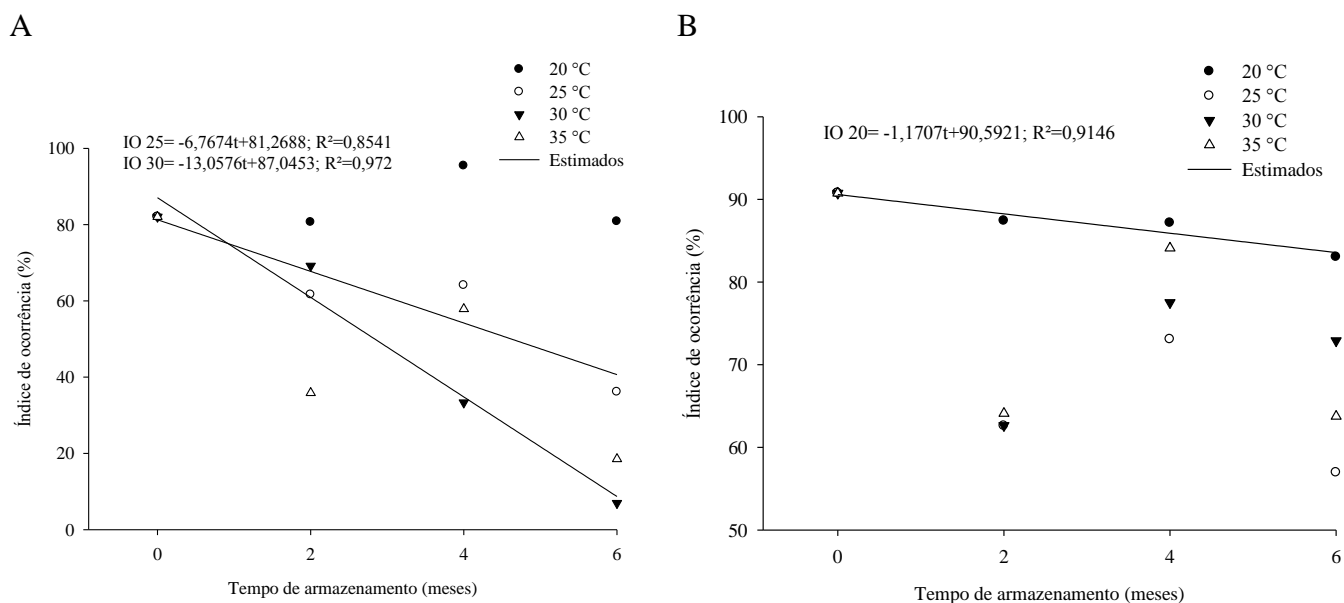 A
20 °C
25 °C
30 °C
35 °C
Estimados
IO 25= -6,7674t+81,2688; R²=0,8541
IO 30= -13,0576t+87,0453; R²=0,972
100
80
60
40
20
0
Índice de ocorrência (%)
0 2 4 6
Tempo de armazenamento (meses)
B
20 °C
25 °C
30 °C
35 °C
Estimados
IO 20= -1,1707t+90,5921; R²=0,9146
100
90
80
70
60
50
Índice de ocorrência (%)
0 2 4 6
Tempo de armazenamento (meses)